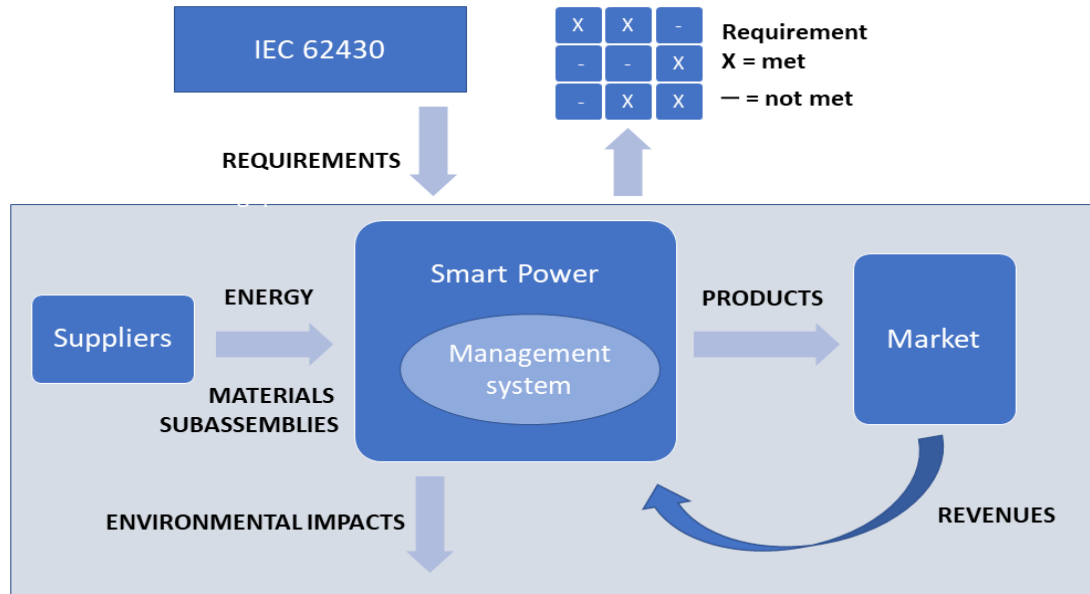 IEC 62430
X X -
- - X
- X X
Requirement
X = met
— = not met
REQUIREMENTS
Suppliers
ENERGY
MATERIALS
SUBASSEMBLIES
Smart Power
Management
system
PRODUCTS
Market
ENVIRONMENTAL IMPACTS
REVENUES